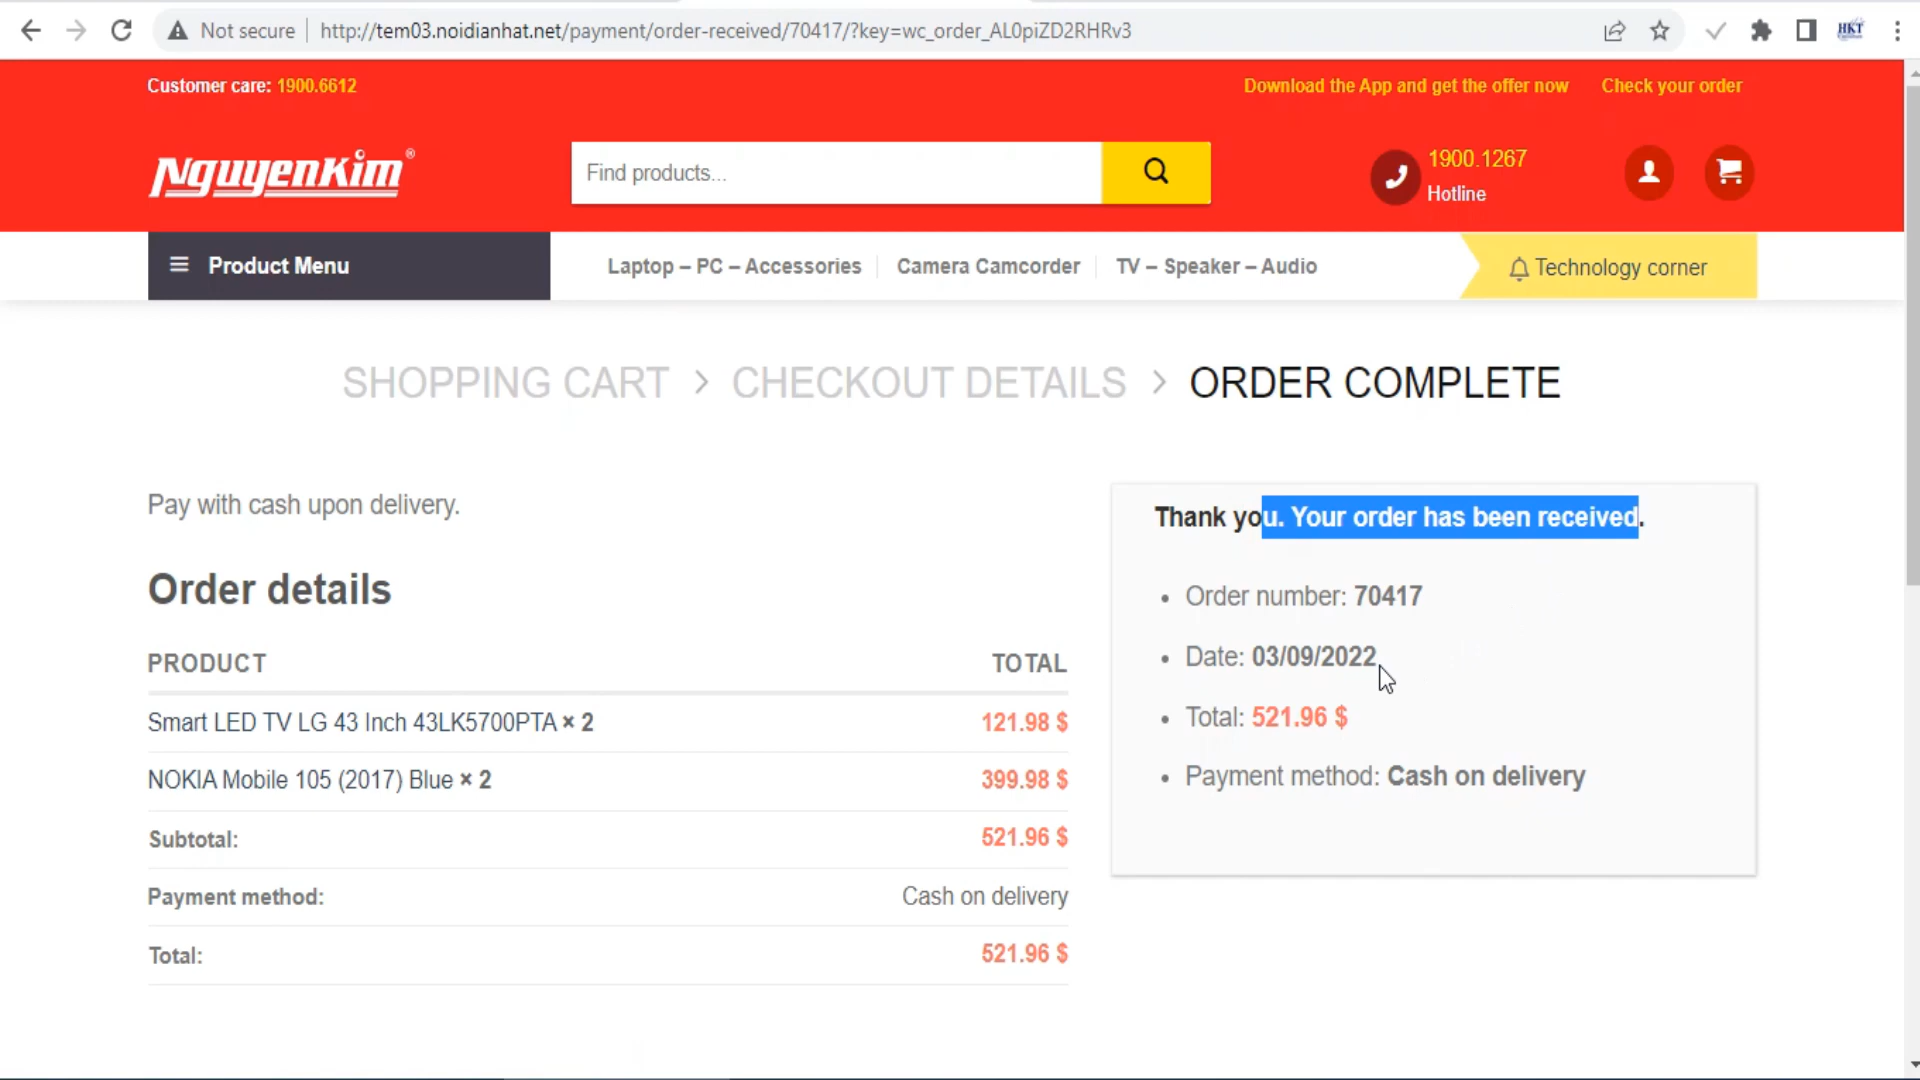 Not secure http://tem03.noidianhat.net/payment/order-received/70417/?key=wc_order_AL0piZD2RHRv3 HKT
Customer care: 1900.6612 Download the App and get the offer now Check your order
NguyenKim® Find products... 1900.1267
Hotline
Product Menu Laptop – PC – Accessories Camera Camcorder TV – Speaker – Audio Technology corner
SHOPPING CART > CHECKOUT DETAILS > ORDER COMPLETE
Pay with cash upon delivery.
Order details
PRODUCT TOTAL
Smart LED TV LG 43 Inch 43LK5700PTA × 2 121.98 $
NOKIA Mobile 105 (2017) Blue × 2 399.98 $
Subtotal: 521.96 $
Payment method: Cash on delivery
Total: 521.96 $
Thank you. Your order has been received.
• Order number: 70417
• Date: 03/09/2022
• Total: 521.96 $
• Payment method: Cash on delivery